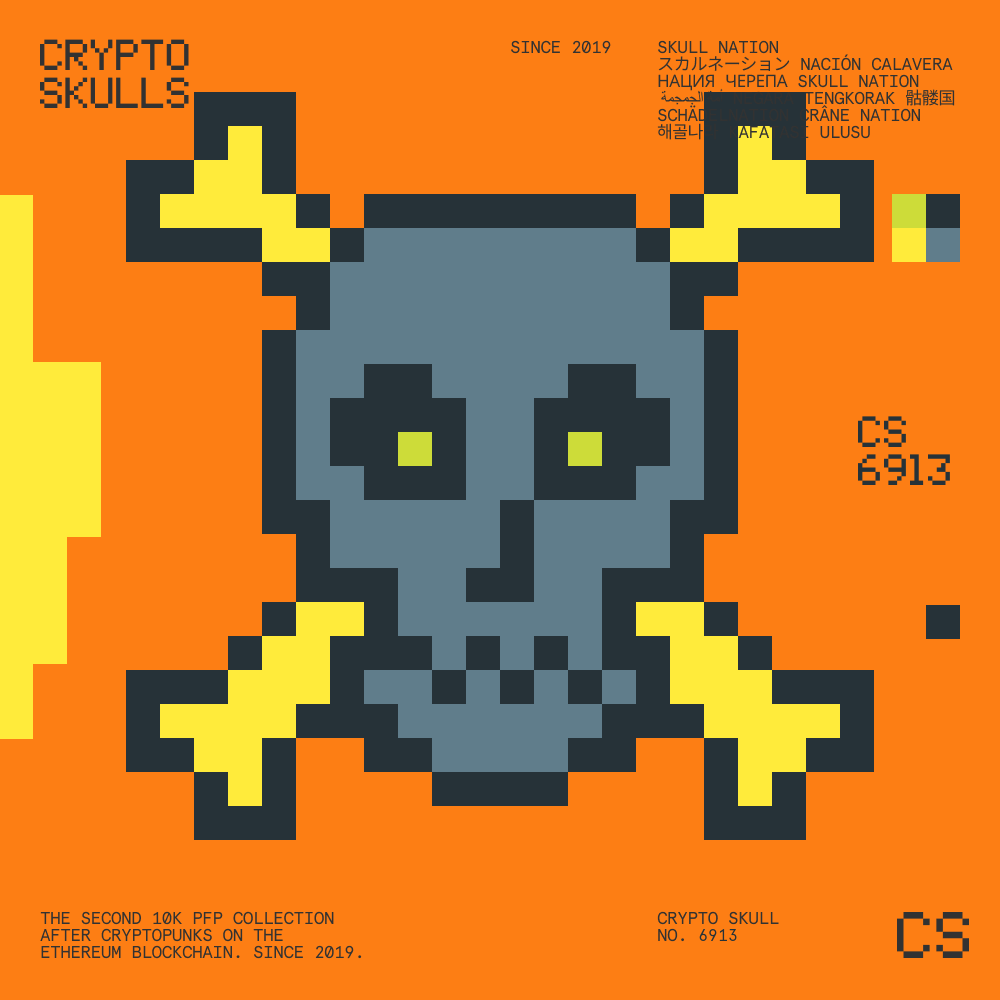 CRYPTO
SKULLS
SINCE 2019
SKULL NATION
スカルネーション NACIÓN CALAVERA
НАЦИЯ ЧЕРЕПА SKULL NATION
الجمجمة TENGKORAK 骷髅国
CRÂNE NATION
ULUSU
CS
6913
THE SECOND 10K PFP COLLECTION
AFTER CRYPTOPUNKS ON THE
ETHEREUM BLOCKCHAIN. SINCE 2019.
CRYPTO SKULL
NO. 6913
CS